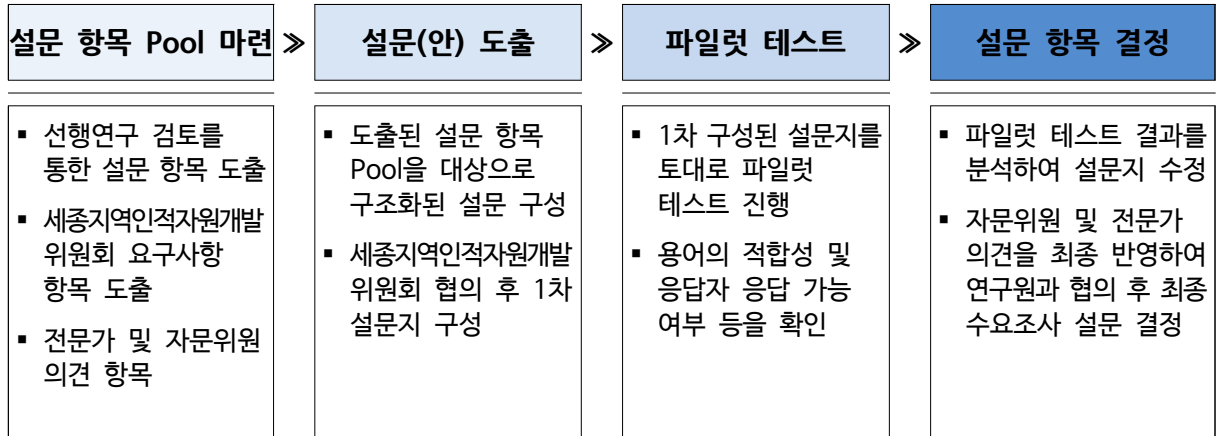 설문 항목 Pool 마련 ≫ 설문(안) 도출 ≫ 파일럿 테스트 ≫ 설문 항목 결정
▪ 선행연구 검토를
통한 설문 항목 도출
▪ 세종지역인적자원개발
위원회 요구사항
항목 도출
▪ 전문가 및 자문위원
의견 항목
▪ 도출된 설문 항목
Pool을 대상으로
구조화된 설문 구성
▪ 세종지역인적자원개발
위원회 협의 후 1차
설문지 구성
▪ 1차 구성된 설문지를
토대로 파일럿
테스트 진행
▪ 용어의 적합성 및
응답자 응답 가능
여부 등을 확인
▪ 파일럿 테스트 결과를
분석하여 설문지 수정
▪ 자문위원 및 전문가
의견을 최종 반영하여
연구원과 협의 후 최종
수요조사 설문 결정